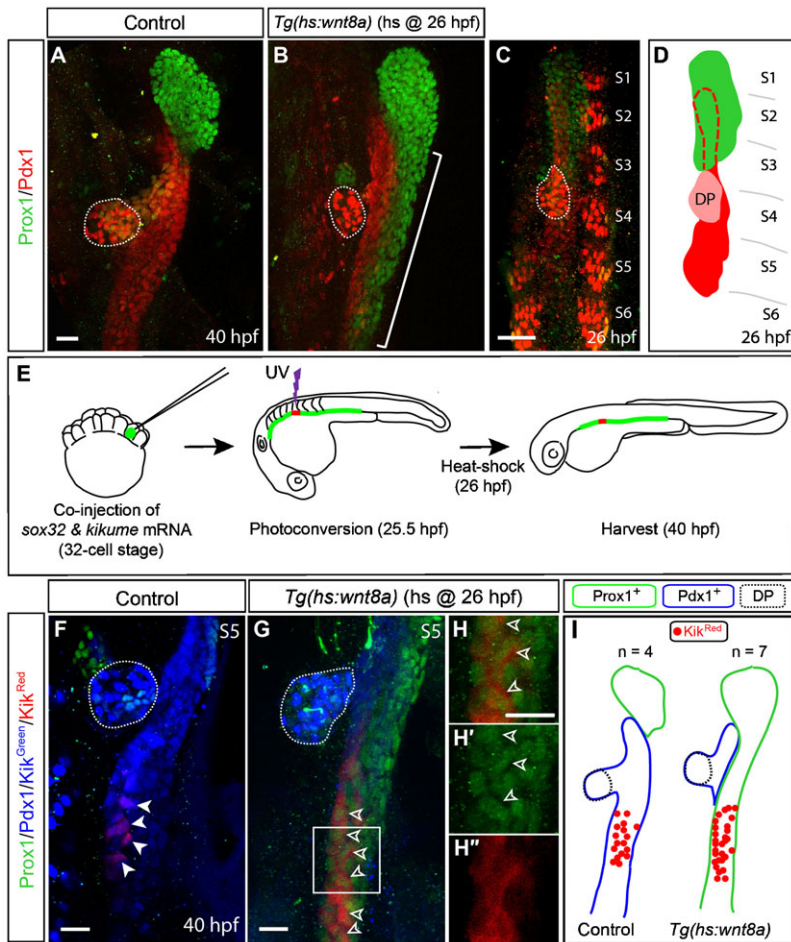 Control
Tg(hs:wnt8a) (hs @ 26 hpf)
Prox1/Pdx1
A
40 hpf
B
C
S1
S2
S3
S4
S5
S6
26 hpf
D
S1
S2
S3
DP
S4
S5
S6
26 hpf
E
UV
Co-injection of
sox32 & kikume mRNA
(32-cell stage)
Photoconversion (25.5 hpf)
Heat-shock
(26 hpf)
Harvest (40 hpf)
Control
Tg(hs:wnt8a) (hs @ 26 hpf)
Prox1+
Pdx1+
DP
Prox1/Pdx1/KikGreen/KikRed
F
S5
40 hpf
G
S5
H
H'
H"
I
KikRed
n = 4
n = 7
Control
Tg(hs:wnt8a)